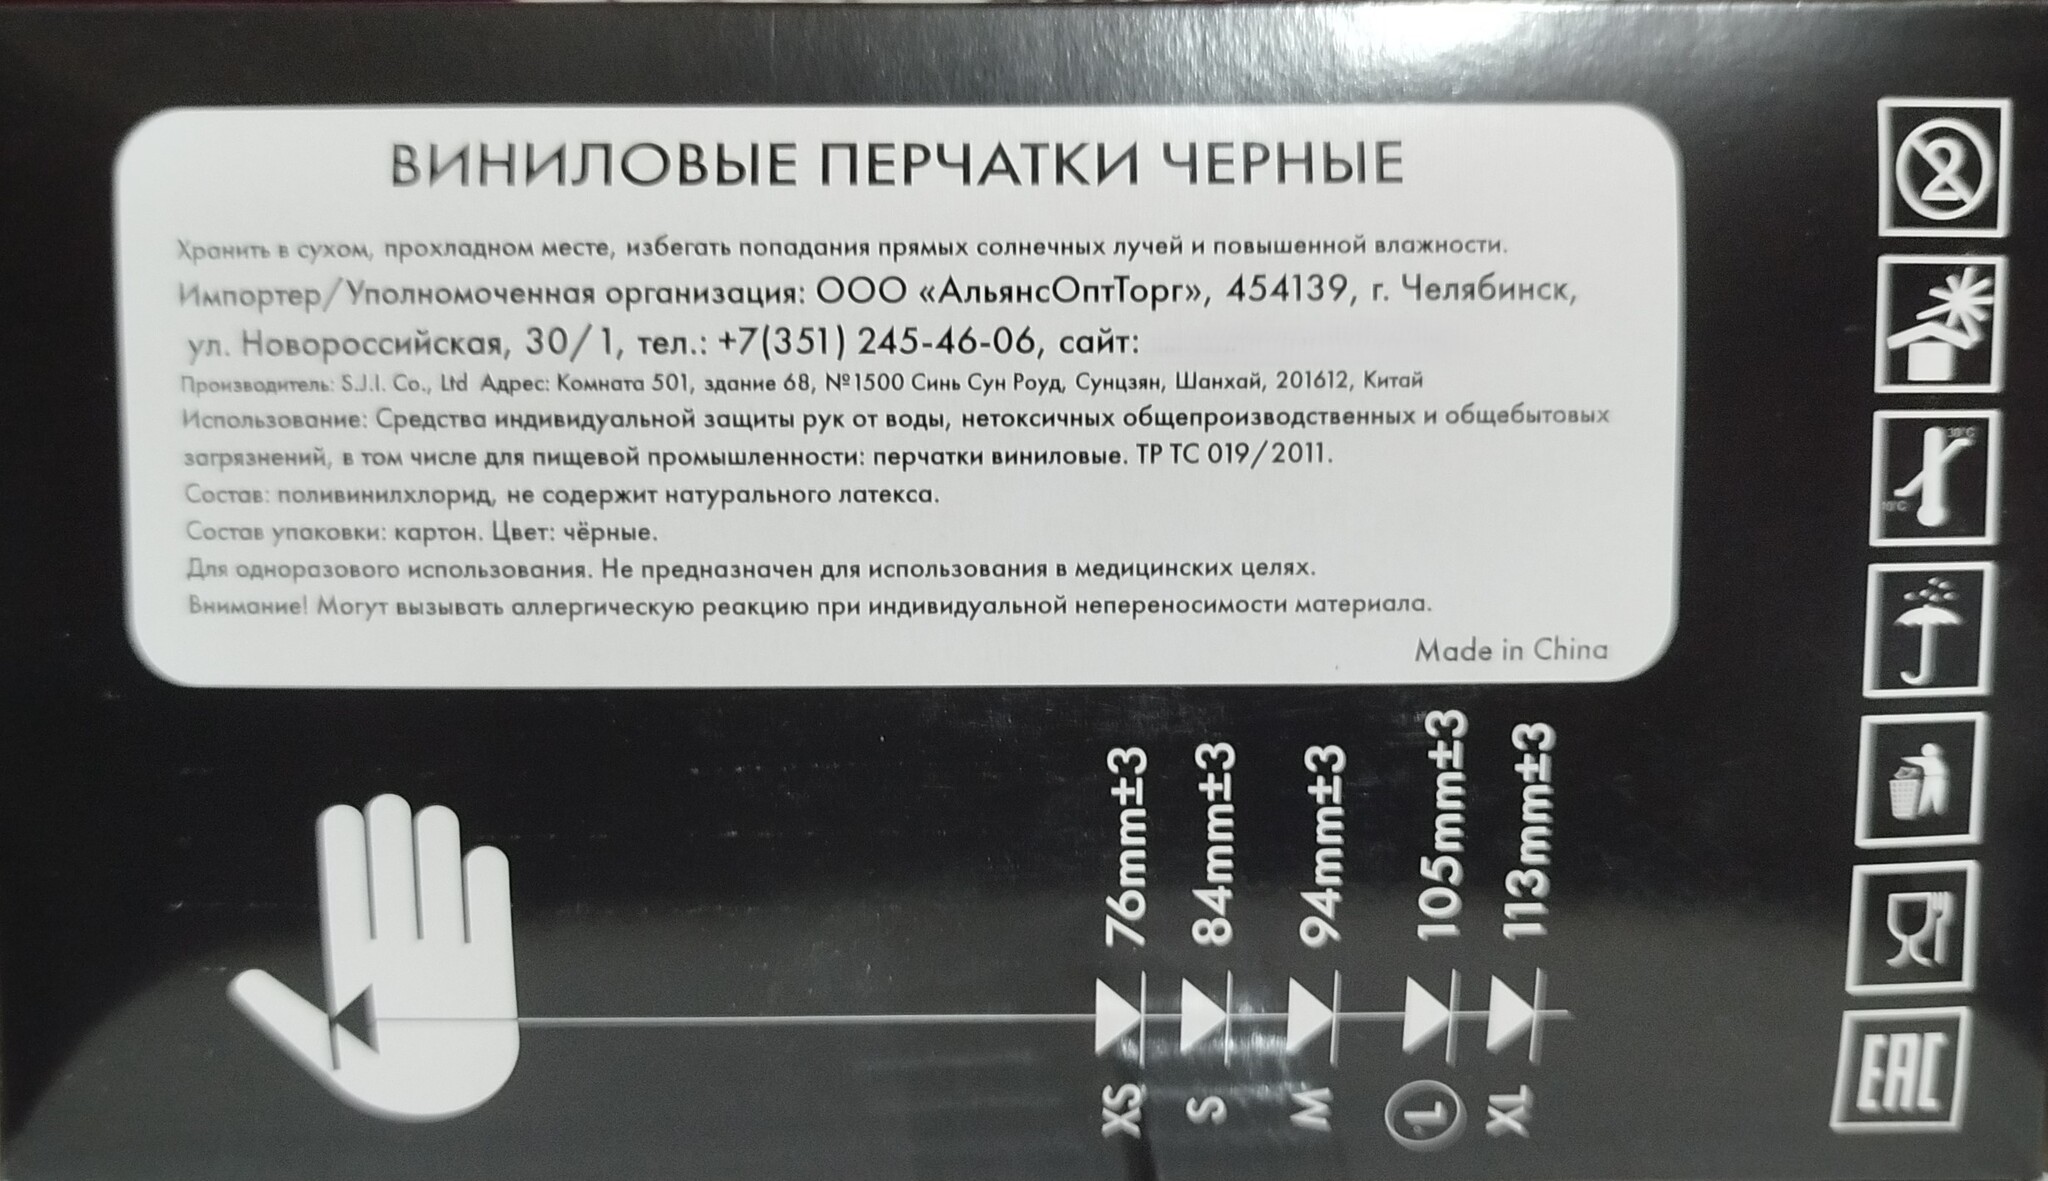 ВИНИЛОВЫЕ ПЕРЧАТКИ ЧЕРНЫЕ
Хранить в сухом, прохладном месте, избегать попадания прямых солнечных лучей и повышенной влажности.
Импортер/Уполномоченная организация: ООО «АльянсОптТорг», 454139, г. Челябинск,
ул. Новороссийская, 30/1, тел.: +7(351) 245-46-06, сайт:
Производитель: S.J.I. Co., Ltd Адрес: Комната 501, здание 68, №1500 Синь Сун Роуд, Сунцзян, Шанхай, 201612, Китай
Использование: Средства индивидуальной защиты рук от воды, нетоксичных общепроизводственных и общебытовых
загрязнений, в том числе для пищевой промышленности: перчатки виниловые. ТР ТС 019/2011.
Состав: поливинилхлорид, не содержит натурального латекса.
Состав упаковки: картон. Цвет: чёрные.
Для одноразового использования. Не предназначен для использования в медицинских целях.
Внимание! Могут вызывать аллергическую реакцию при индивидуальной непереносимости материала.
Made in China
XS 76mm±3
S 84mm±3
M 94mm±3
L 105mm±3
XL 113mm±3
2
30°C
10°C
EAC